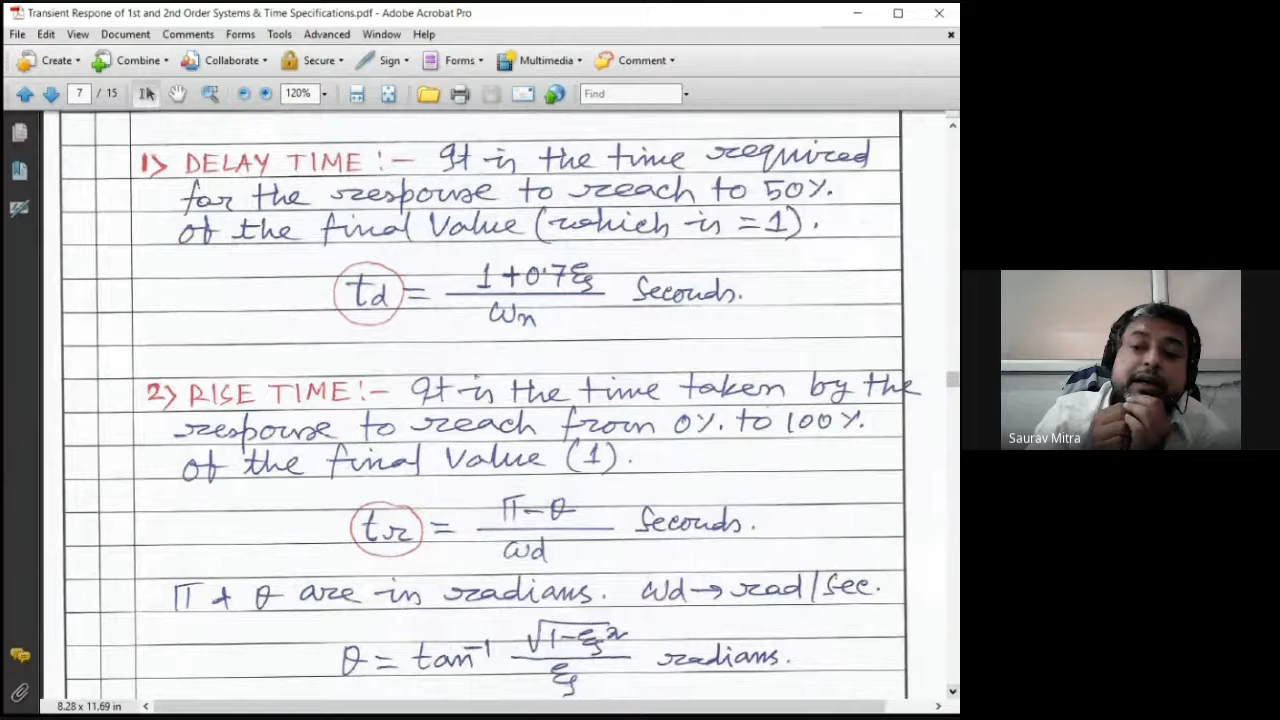 Transient Respone of 1st and 2nd Order Systems & Time Specifications.pdf - Adobe Acrobat Pro
File Edit View Document Comments Forms Tools Advanced Window Help
Create Combine Collaborate Secure Sign Forms Multimedia Comment
7 / 15 120% Find
1> DELAY TIME :- It is the time required
for the response to reach to 50%.
of the final value (which is = 1).
td = (1 + 0.7ξ) / ωn Seconds.
2> RISE TIME :- It is the time taken by the
response to reach from 0% to 100%.
of the final value (1).
tr = (π - θ) / ωd Seconds.
π & θ are in radians. ωd → rad/sec.
θ = tan⁻¹ √(1-ξ²) / ξ radians.
8.28 x 11.69 in
Saurav Mitra